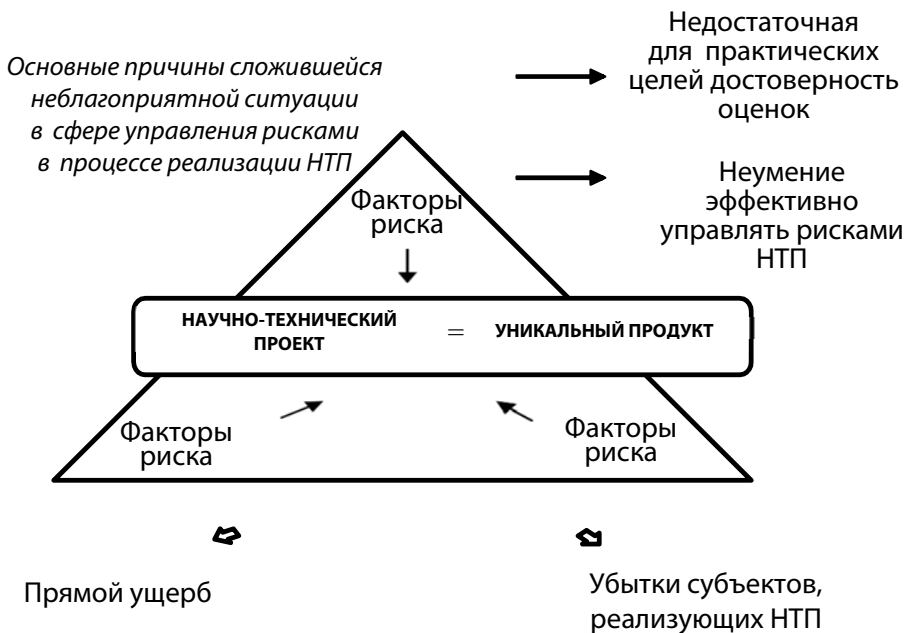 Основные причины сложившейся
неблагоприятной ситуации
в сфере управления рисками
в процессе реализации НТП
Недостаточная
для практических
целей достоверность
оценок
Неумение
эффективно
управлять рисками
НТП
Факторы
риска
НАУЧНО-ТЕХНИЧЕСКИЙ
ПРОЕКТ
=
УНИКАЛЬНЫЙ ПРОДУКТ
Факторы
риска
Факторы
риска
Прямой ущерб
Убытки субъектов,
реализующих НТП